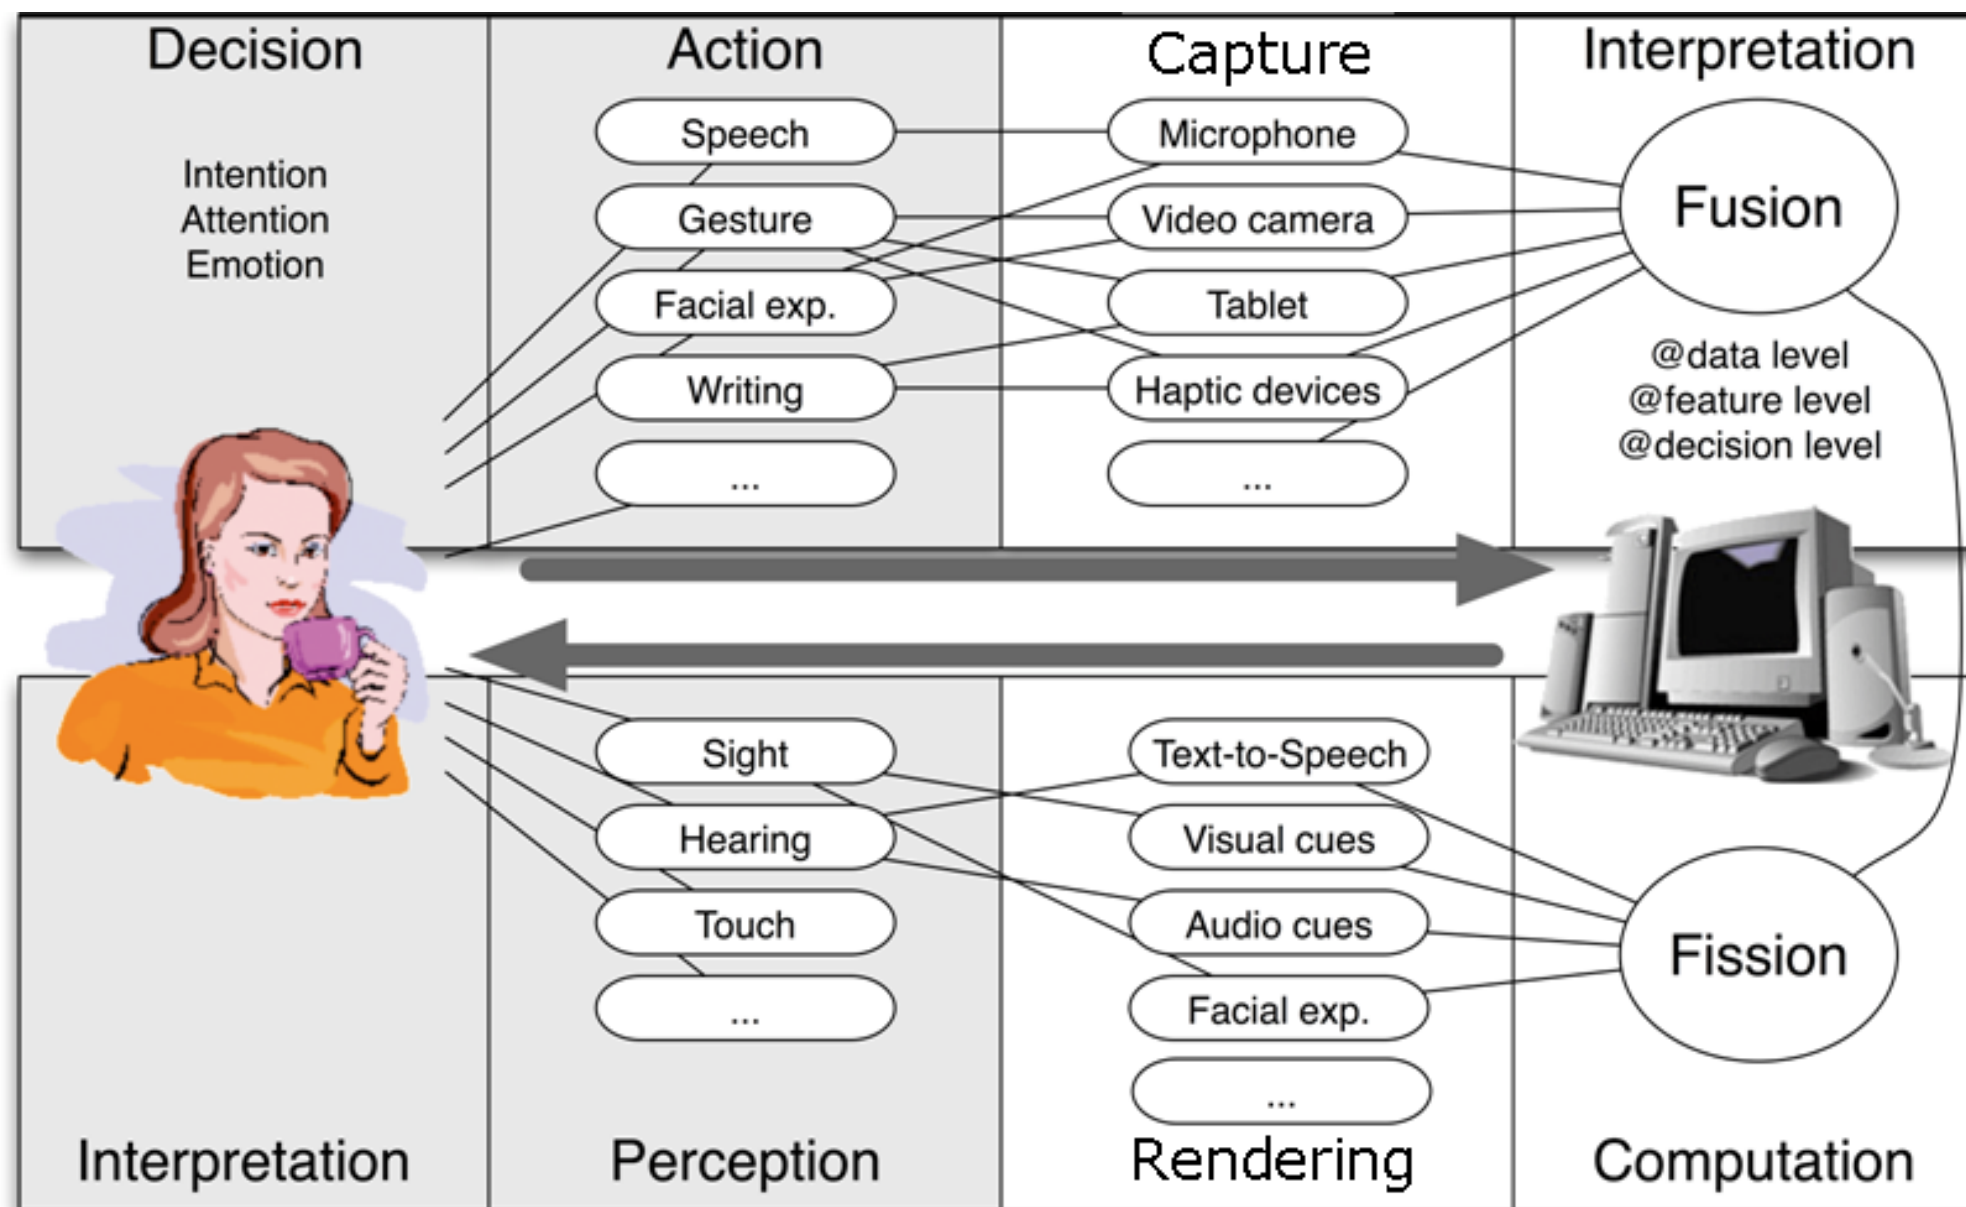 Decision
Action
Capture
Interpretation
Intention
Attention
Emotion
Speech
Gesture
Facial exp.
Writing
...
Microphone
Video camera
Tablet
Haptic devices
...
Fusion
@data level
@feature level
@decision level
Sight
Hearing
Touch
...
Text-to-Speech
Visual cues
Audio cues
Facial exp.
...
Fission
Interpretation
Perception
Rendering
Computation